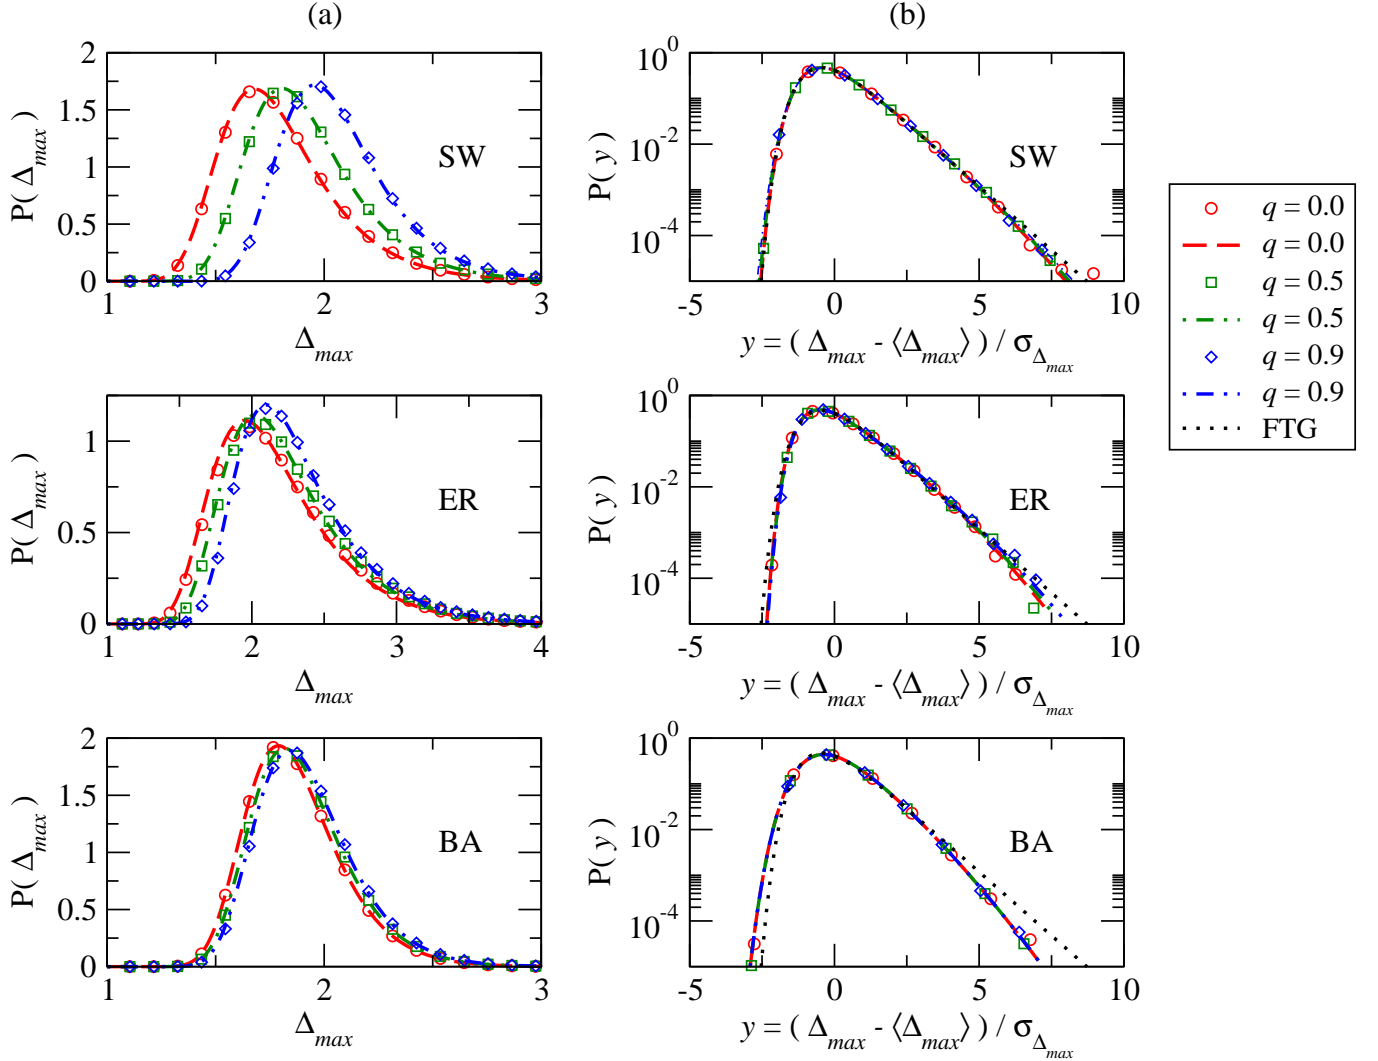 (a) (b)
2
1.5
1
0.5
0
P( Δmax )
SW
1 2 3
Δmax
10^0
10^-2
10^-4
P( y )
SW
-5 0 5 10
y = ( Δmax - ⟨Δmax⟩ ) / σΔmax
1
0.5
0
P( Δmax )
ER
1 2 3 4
Δmax
10^0
10^-2
10^-4
P( y )
ER
-5 0 5 10
y = ( Δmax - ⟨Δmax⟩ ) / σΔmax
2
1.5
1
0.5
0
P( Δmax )
BA
1 2 3
Δmax
10^0
10^-2
10^-4
P( y )
BA
-5 0 5 10
y = ( Δmax - ⟨Δmax⟩ ) / σΔmax
q = 0.0
q = 0.0
q = 0.5
q = 0.5
q = 0.9
q = 0.9
FTG